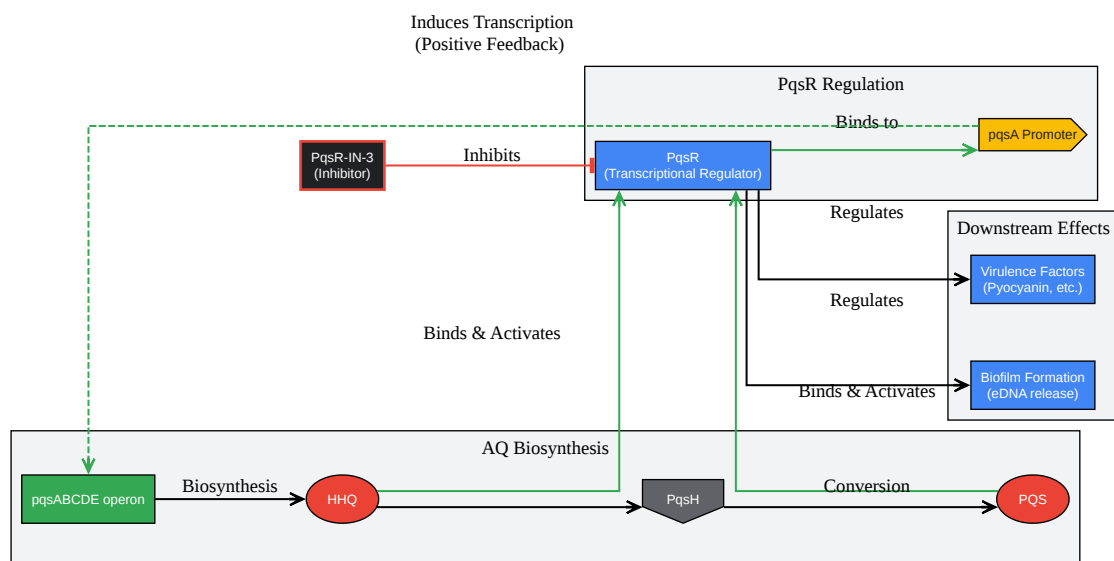 Induces Transcription
(Positive Feedback)
PqsR Regulation
Binds to
pqsA Promoter
PqsR-IN-3
(Inhibitor)
Inhibits
PqsR
(Transcriptional Regulator)
Regulates
Downstream Effects
Virulence Factors
(Pyocyanin, etc.)
Regulates
Binds & Activates
Biofilm Formation
(eDNA release)
Binds & Activates
AQ Biosynthesis
pqsABCDE operon
Biosynthesis
HHQ
PqsH
Conversion
PQS